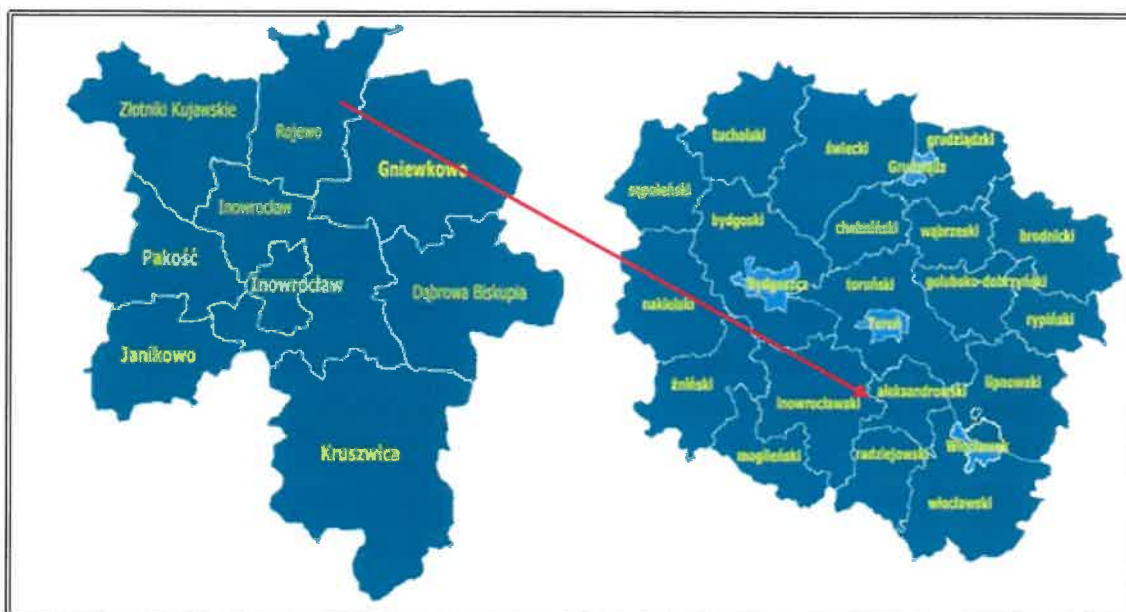 Złotniki Kujawskie
Rojewo
Gniewkowo
Inowrocław
Pakość
Inowrocław
Dąbrowa Biskupia
Janikowo
Kruszwica
tucholski
świecki
grudziądzki
Grudziądz
sępoleński
bydgoski
chełmiński
wąbrzeski
brodnicki
Bydgoszcz
toruński
golubsko-dobrzyński
nakielski
Toruń
rypiński
żniński
inowrocławski
aleksandrowski
lipnowski
mogileński
radziejowski
Włocławek
włocławski